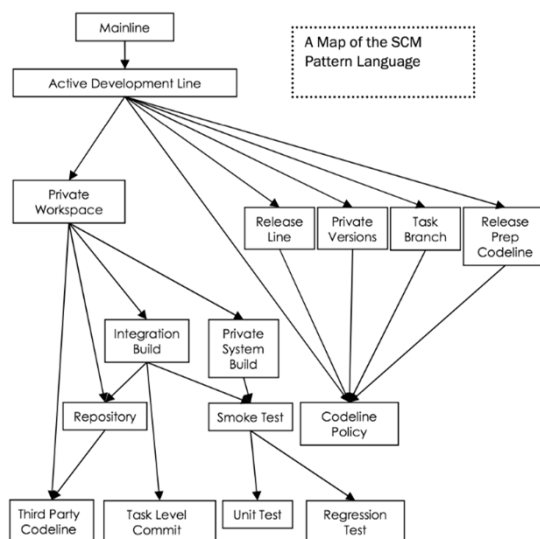 Mainline
A Map of the SCM
Pattern Language
Active Development Line
Private
Workspace
Release
Line
Private
Versions
Task
Branch
Release
Prep
Codeline
Integration
Build
Private
System
Build
Repository
Smoke Test
Codeline
Policy
Third Party
Codeline
Task Level
Commit
Unit Test
Regression
Test